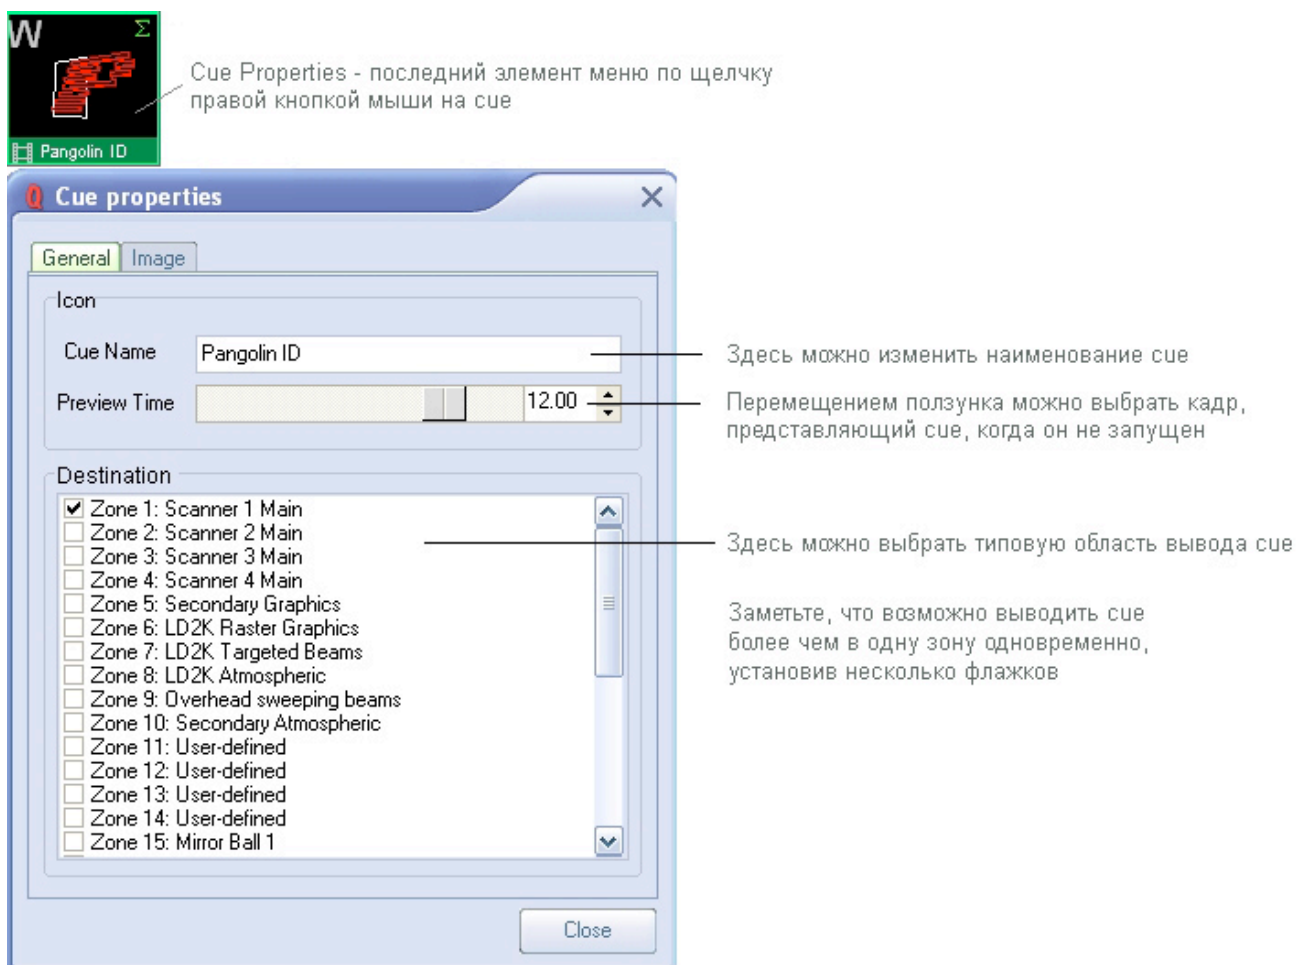 W Σ
Pangolin ID
Cue Properties - последний элемент меню по щелчку
правой кнопкой мыши на cue
Cue properties
General Image
Icon
Cue Name Pangolin ID
Здесь можно изменить наименование cue
Preview Time 12.00
Перемещением ползунка можно выбрать кадр,
представляющий cue, когда он не запущен
Destination
Zone 1: Scanner 1 Main
Zone 2: Scanner 2 Main
Zone 3: Scanner 3 Main
Zone 4: Scanner 4 Main
Zone 5: Secondary Graphics
Zone 6: LD2K Raster Graphics
Zone 7: LD2K Targeted Beams
Zone 8: LD2K Atmospheric
Zone 9: Overhead sweeping beams
Zone 10: Secondary Atmospheric
Zone 11: User-defined
Zone 12: User-defined
Zone 13: User-defined
Zone 14: User-defined
Zone 15: Mirror Ball 1
Здесь можно выбрать типовую область вывода cue
Заметьте, что возможно выводить cue
более чем в одну зону одновременно,
установив несколько флажков
Close